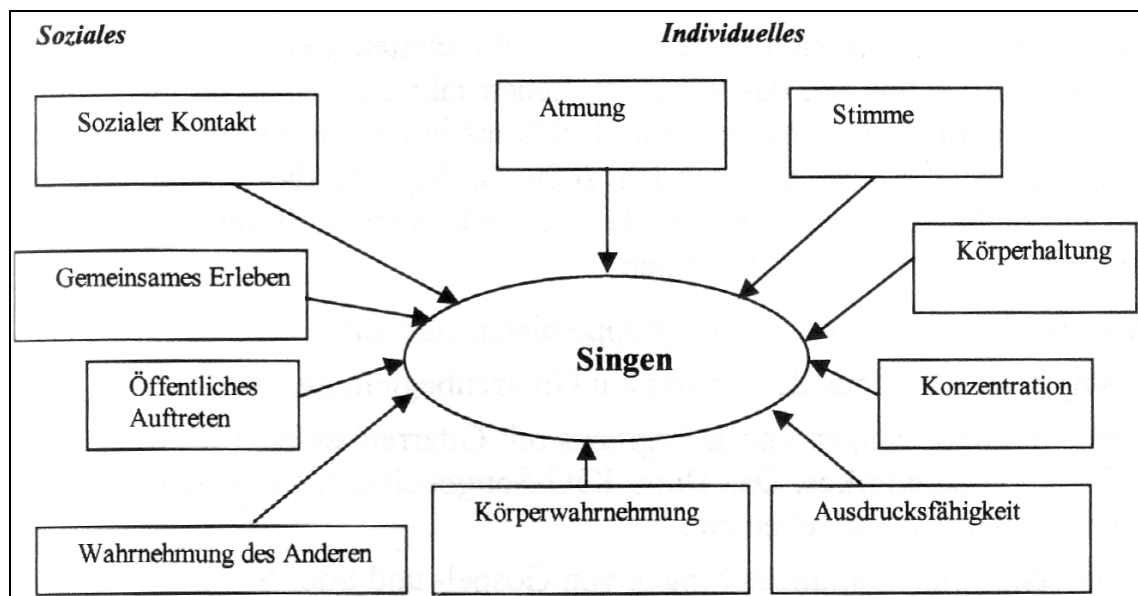 Soziales
Individuelles
Sozialer Kontakt
Atmung
Stimme
Körperhaltung
Gemeinsames Erleben
Singen
Öffentliches
Auftreten
Konzentration
Körperwahrnehmung
Ausdrucksfähigkeit
Wahrnehmung des Anderen